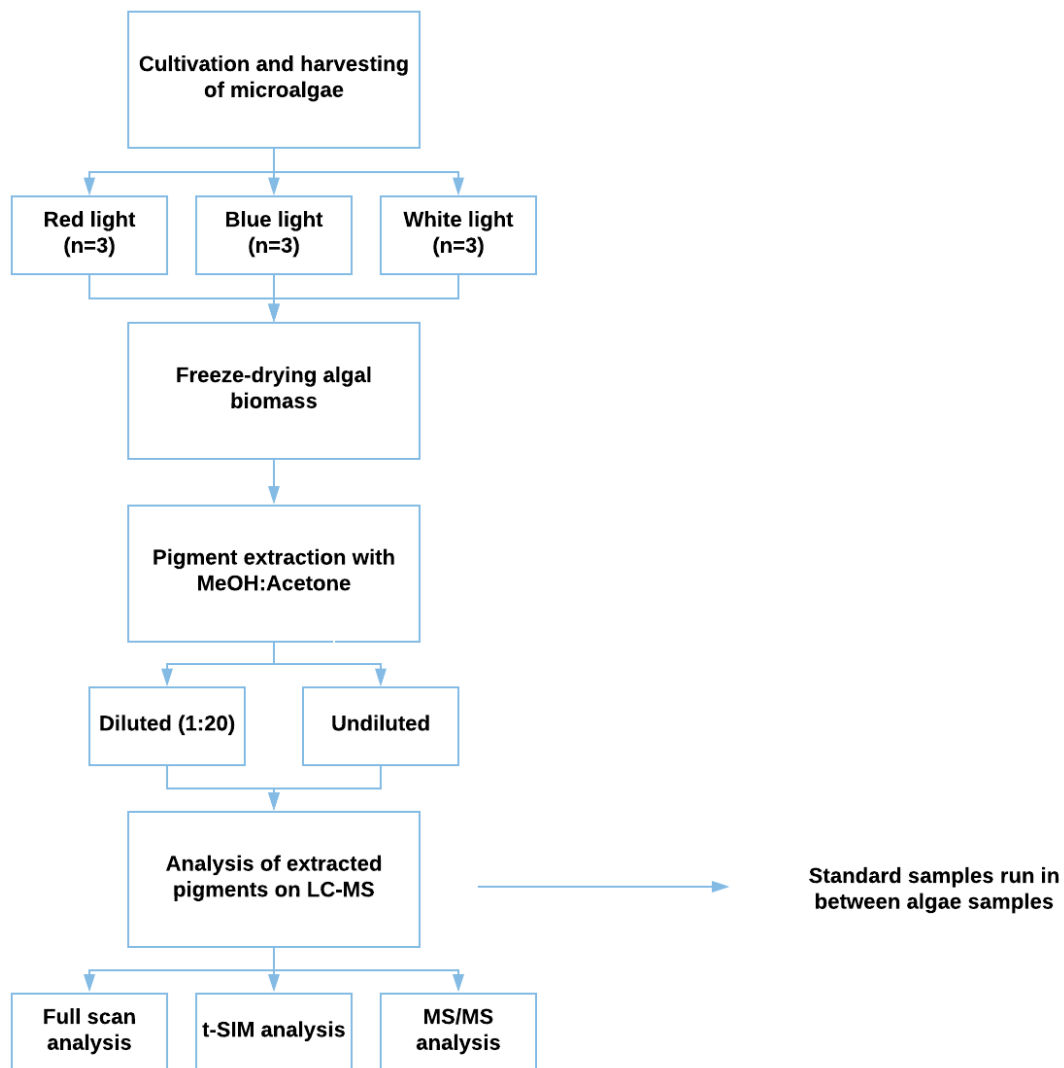 Cultivation and harvesting
of microalgae
Red light
(n=3)
Blue light
(n=3)
White light
(n=3)
Freeze-drying algal
biomass
Pigment extraction with
MeOH:Acetone
Diluted (1:20)
Undiluted
Analysis of extracted
pigments on LC-MS
Standard samples run in
between algae samples
Full scan
analysis
t-SIM analysis
MS/MS
analysis